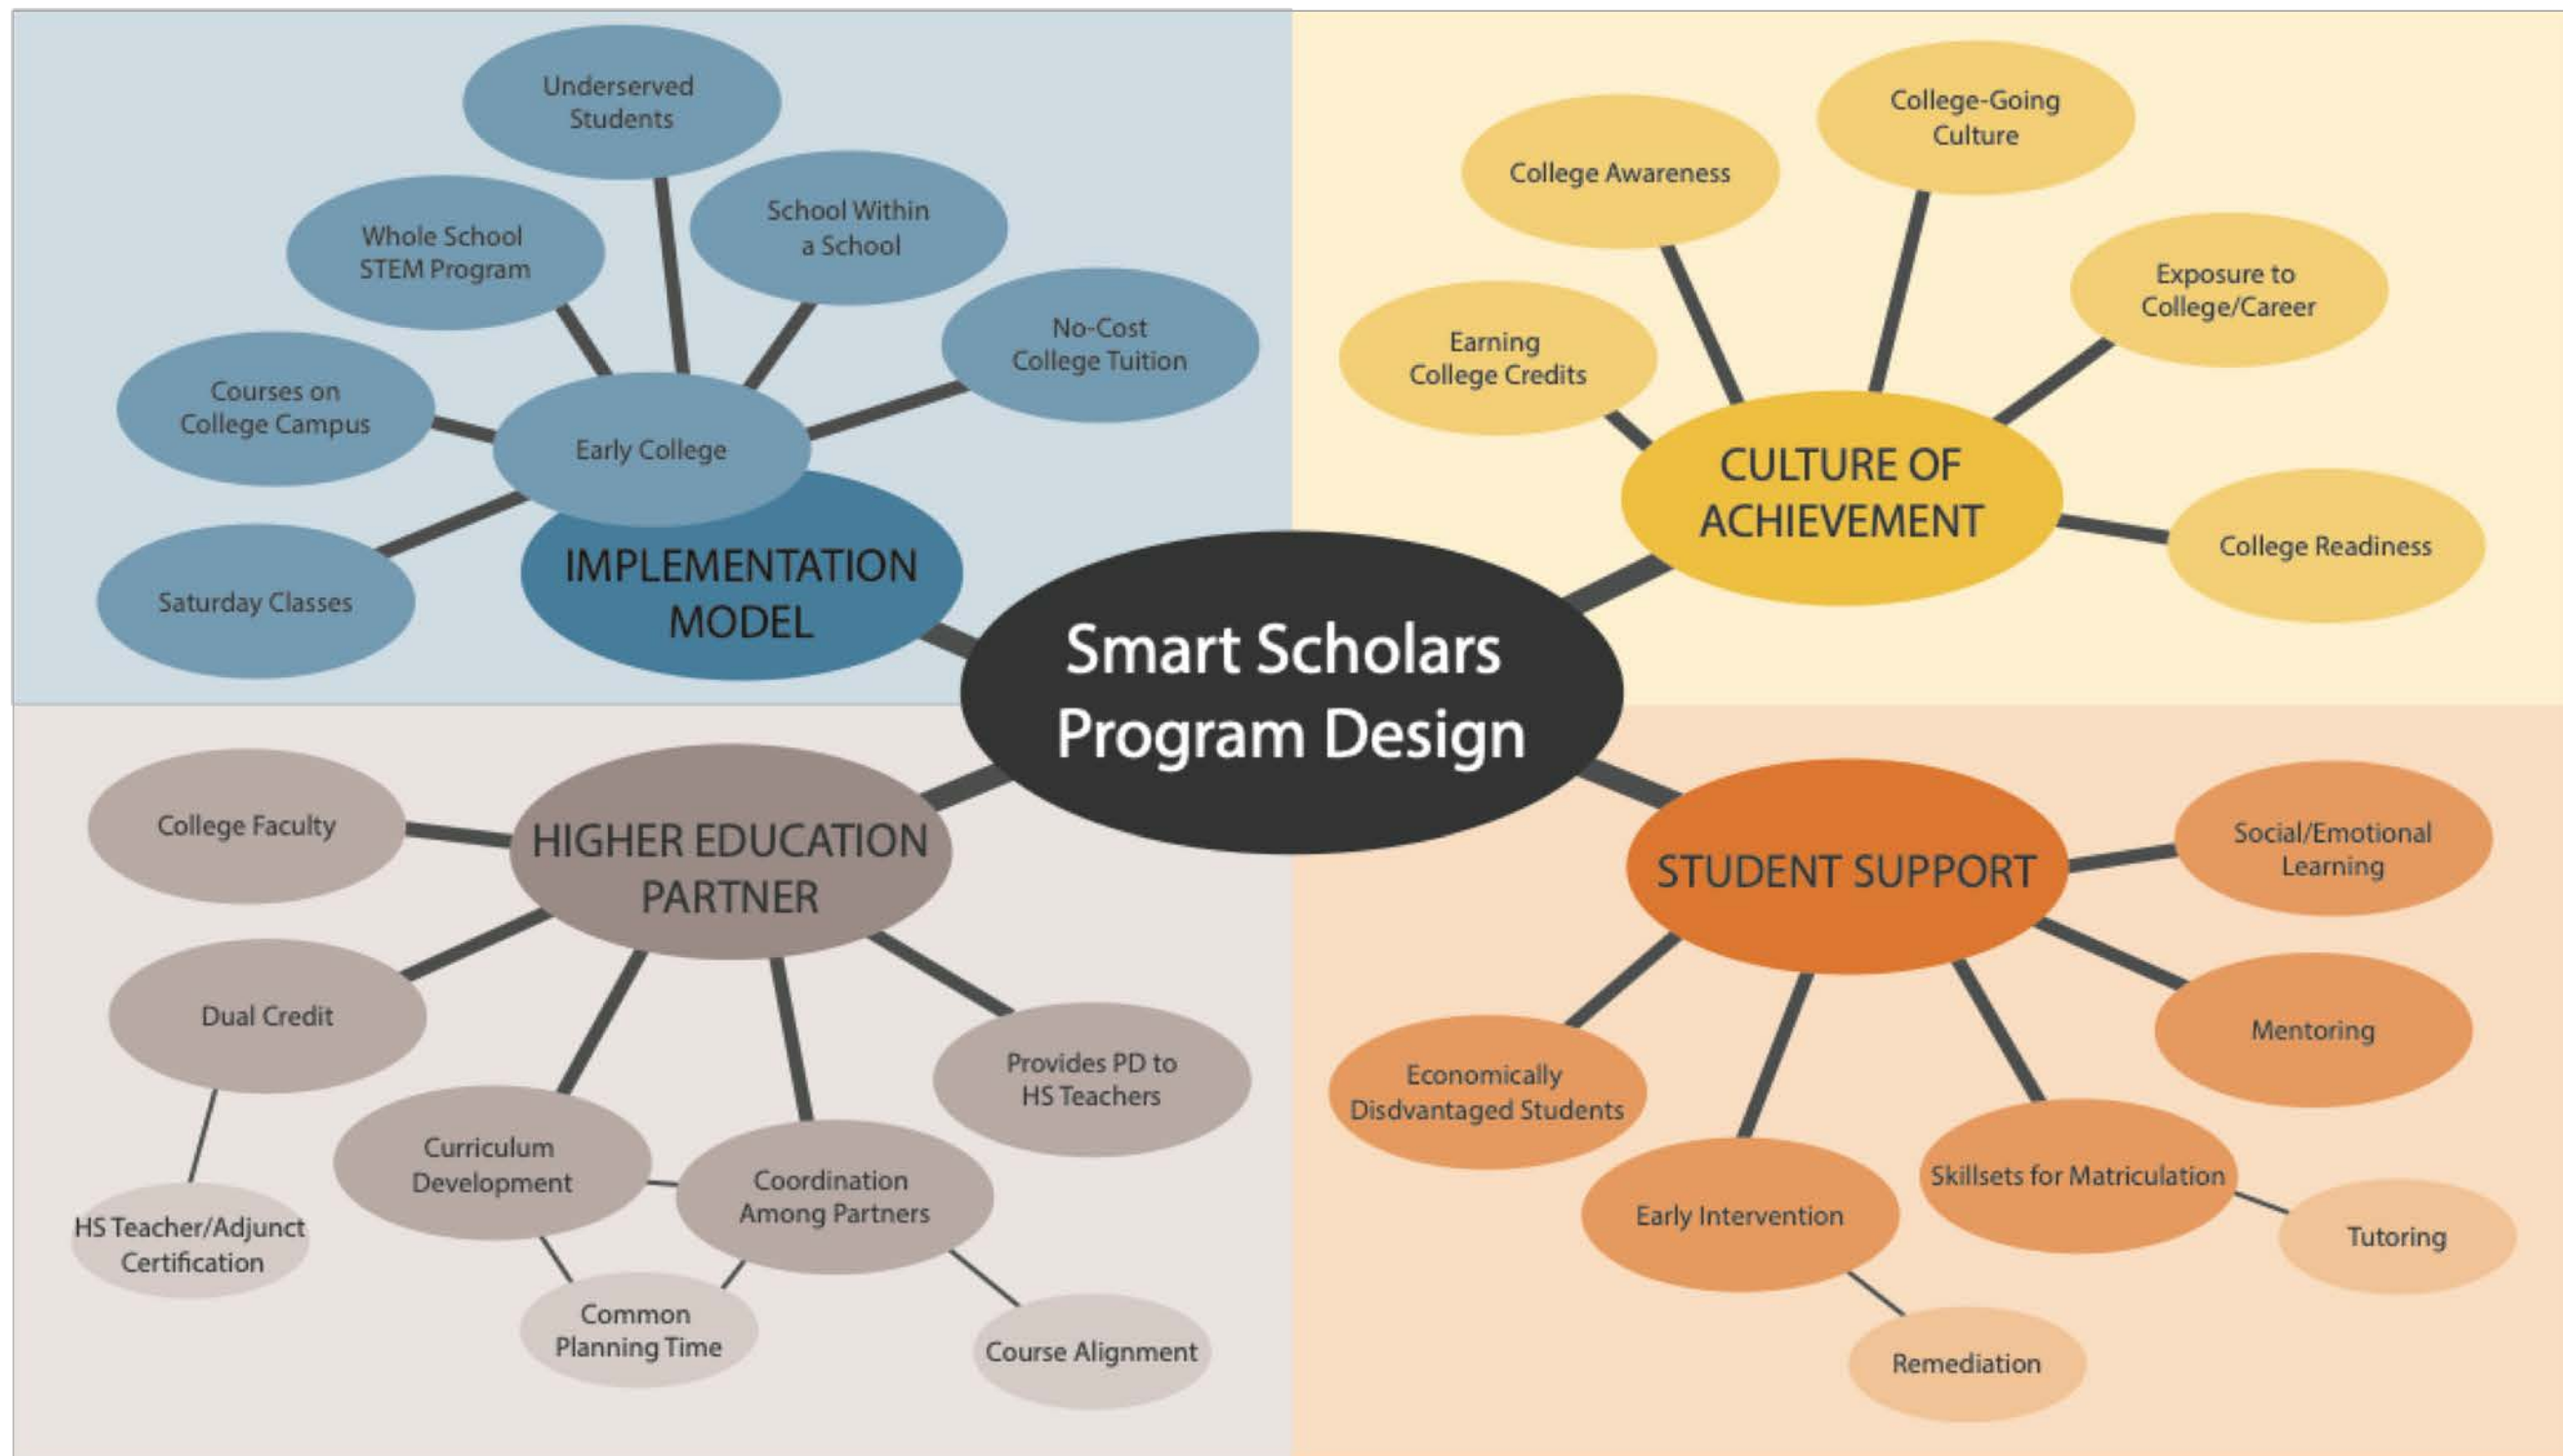 Underserved
Students
Whole School
STEM Program
School Within
a School
No-Cost
College Tuition
Courses on
College Campus
Early College
Saturday Classes
IMPLEMENTATION
MODEL
College Awareness
College-Going
Culture
Earning
College Credits
Exposure to
College/Career
CULTURE OF
ACHIEVEMENT
College Readiness
Smart Scholars
Program Design
College Faculty
HIGHER EDUCATION
PARTNER
Dual Credit
Provides PD to
HS Teachers
Curriculum
Development
Coordination
Among Partners
HS Teacher/Adjunct
Certification
Common
Planning Time
Course Alignment
STUDENT SUPPORT
Social/Emotional
Learning
Mentoring
Economically
Disdvantaged Students
Early Intervention
Skillsets for Matriculation
Tutoring
Remediation